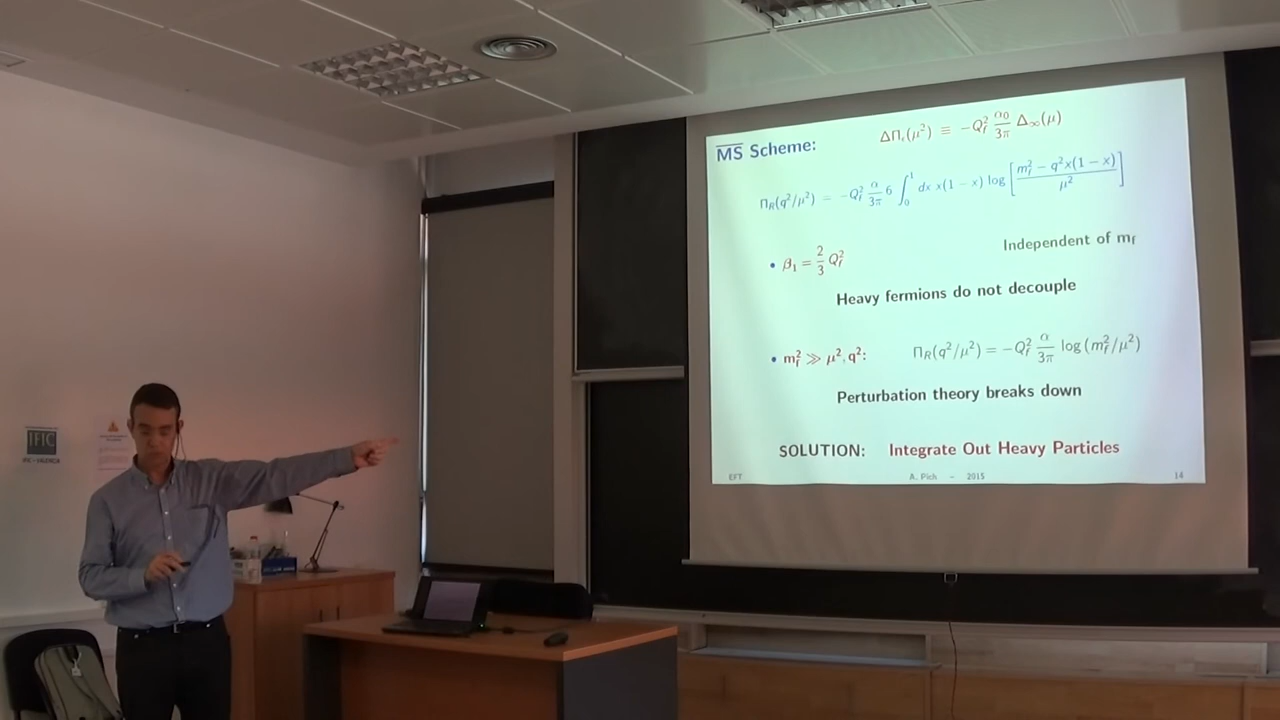 MS Scheme: ΔΠ_ε(μ²) ≡ −Q_f² α₀/3π Δ_∞(μ)
Π_R(q²/μ²) = −Q_f² α/3π 6 ∫₀¹ dx x(1 − x) log [ (m_f² − q²x(1 − x)) / μ² ]
• β₁ = 2/3 Q_f²
Independent of m_f
Heavy fermions do not decouple
• m_f² ≫ μ², q²: Π_R(q²/μ²) = −Q_f² α/3π log (m_f²/μ²)
Perturbation theory breaks down
SOLUTION: Integrate Out Heavy Particles
EFT A. Pich – 2015 14
IFIC